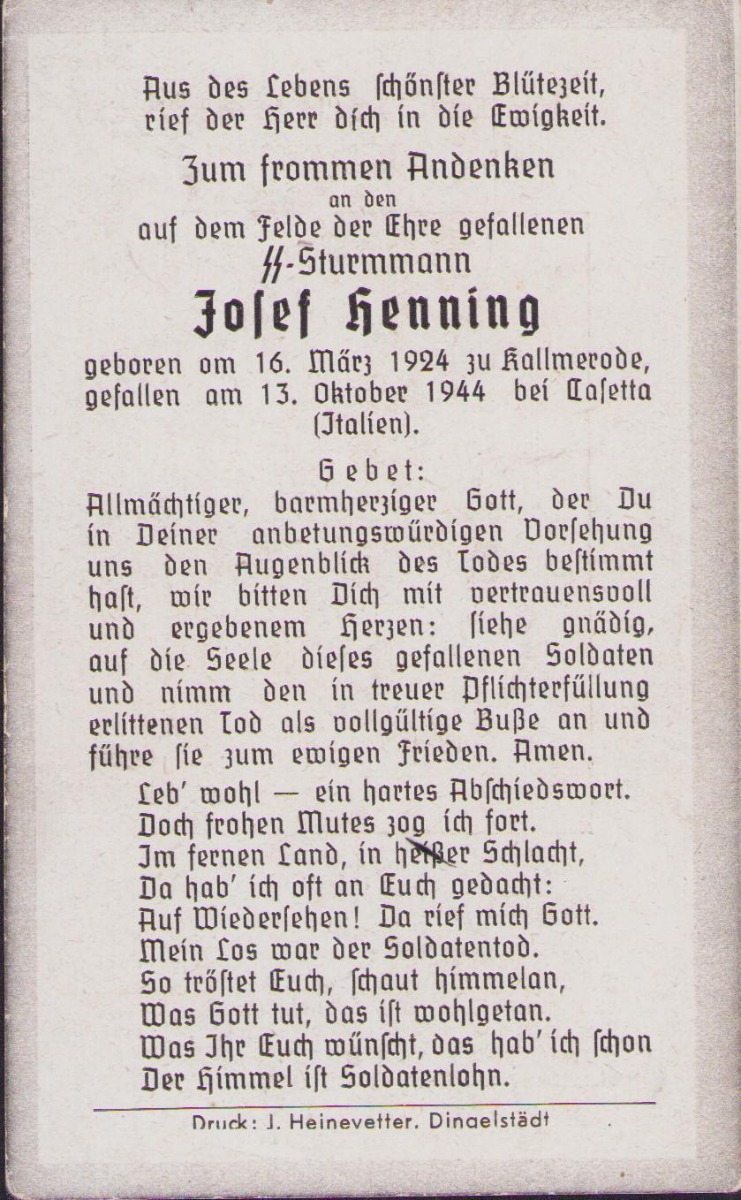 Aus des Lebens schönster Blütezeit,
rief der Herr dich in die Ewigkeit.
Zum frommen Andenken
an den
auf dem Felde der Ehre gefallenen
SS-Sturmmann
Josef Henning
geboren om 16. März 1924 zu Kallmerode,
gefallen am 13. Oktober 1944 bei Casetta
(Italien).
Gebet:
Allmächtiger, barmherziger Gott, der Du
in Deiner anbetungswürdigen Vorsehung
uns den Augenblick des Todes bestimmt
hast, wir bitten Dich mit vertrauensvoll
und ergebenem Herzen: siehe gnädig,
auf die Seele dieses gefallenen Soldaten
und nimm den in treuer Pflichterfüllung
erlittenen Tod als vollgültige Buße an und
führe sie zum ewigen Frieden. Amen.
Leb' wohl — ein hartes Abschiedswort.
Doch frohen Mutes zog ich fort.
Im fernen Land, in heißer Schlacht,
Da hab' ich oft an Euch gedacht:
Auf Wiedersehen! Da rief mich Gott.
Mein Los war der Soldatentod.
So tröstet Euch, schaut himmelan,
Was Gott tut, das ist wohlgetan.
Was Ihr Euch wünscht, das hab' ich schon
Der Himmel ist Soldatenlohn.
Druck: J. Heinevetter. Dingelstädt